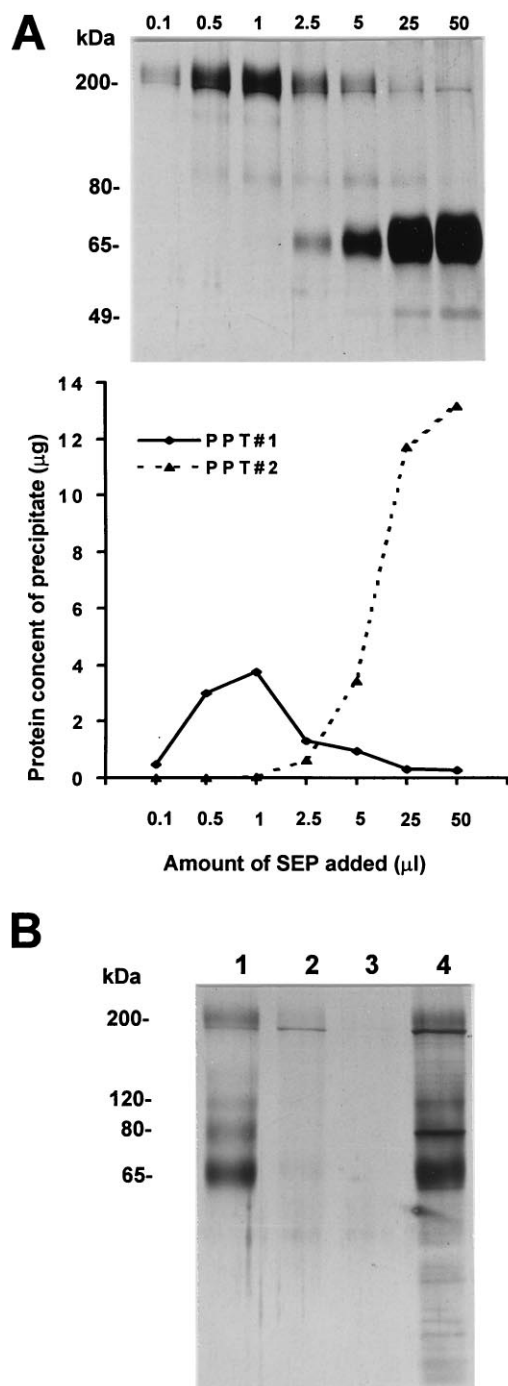 A
0.1 0.5 1 2.5 5 25 50
kDa
200-
80-
65-
49-
14
12
10
8
6
4
2
0
PPT#1
PPT#2
Protein concent of precipitate (μg)
0.1 0.5 1 2.5 5 25 50
Amount of SEP added (μl)
B
kDa
1 2 3 4
200-
120-
80-
65-